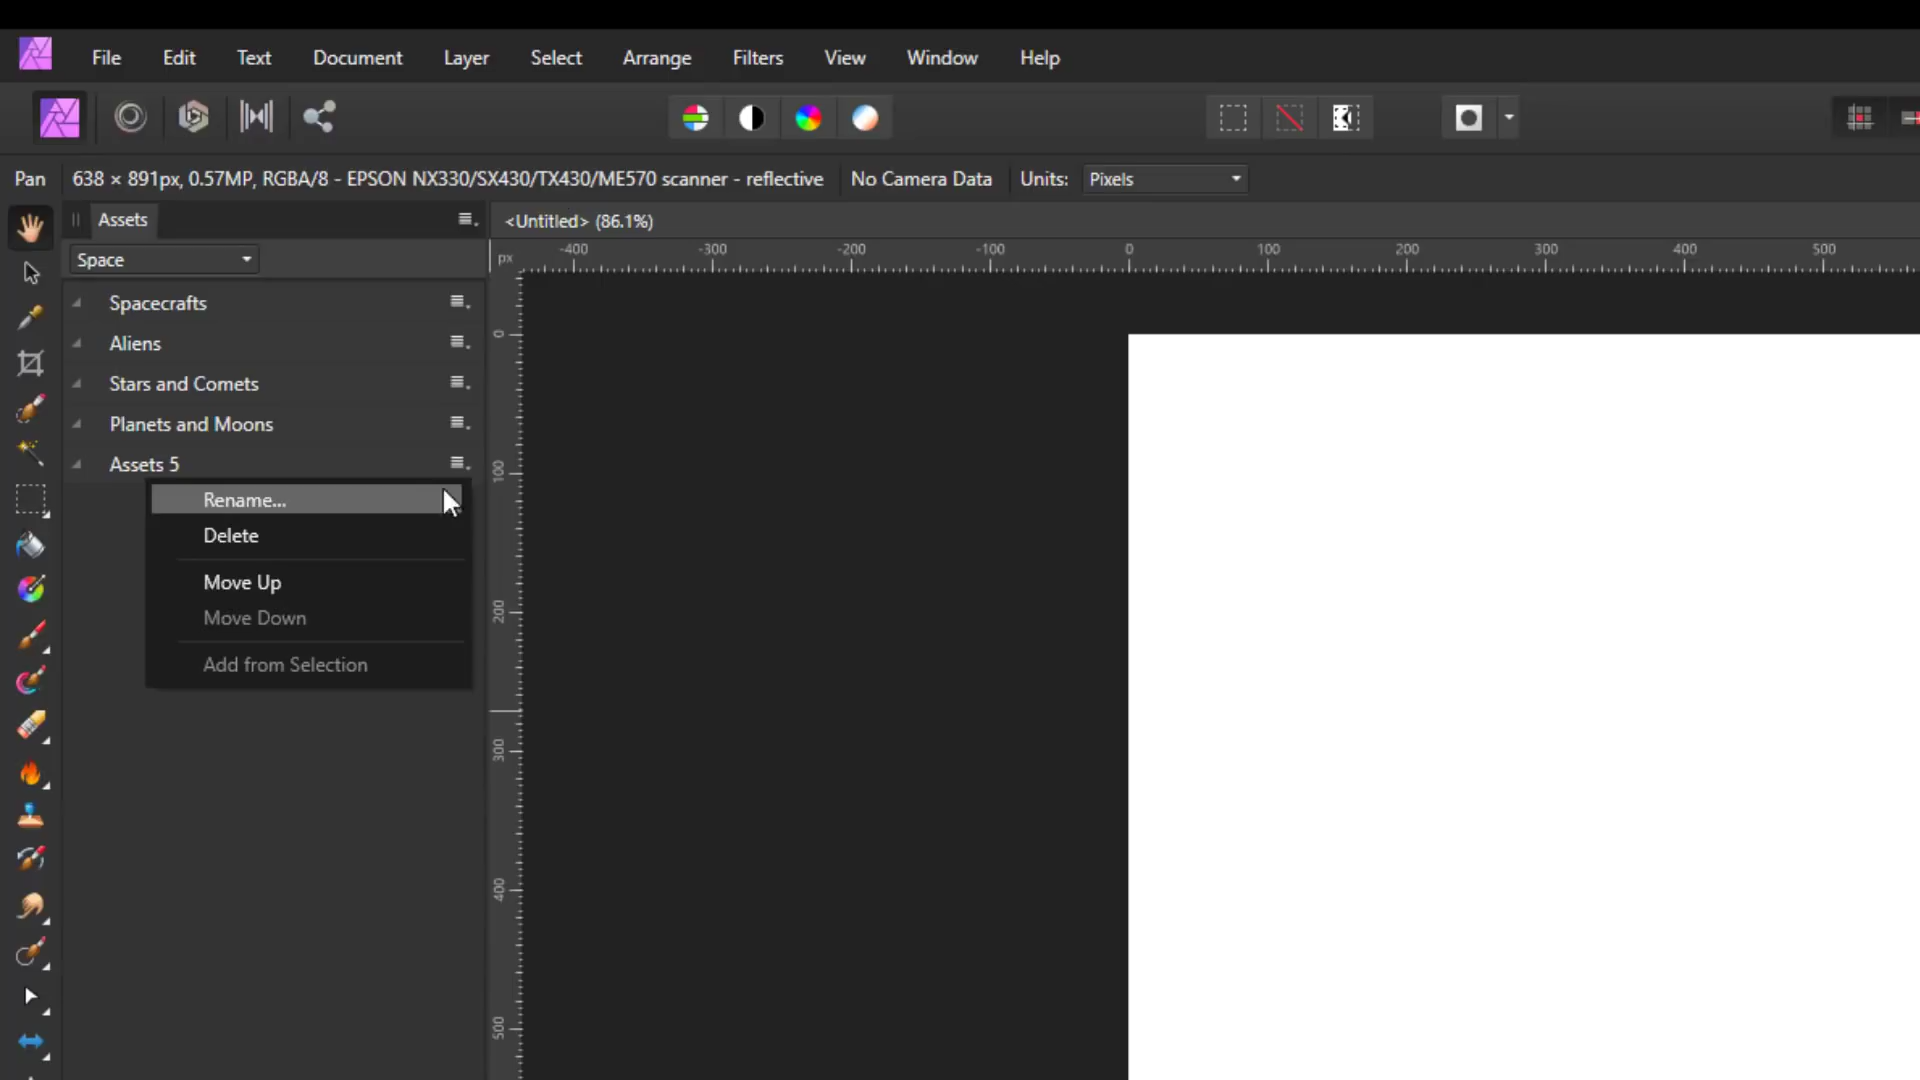 File Edit Text Document Layer Select Arrange Filters View Window Help
Pan 638 × 891px, 0.57MP, RGBA/8 - EPSON NX330/SX430/TX430/ME570 scanner - reflective No Camera Data Units: Pixels
Assets <Untitled> (86.1%)
px -400 -300 -200 -100 0 100 200 300 400 500
Space
Spacecrafts
Aliens
Stars and Comets
Planets and Moons
Assets 5
Rename...
Delete
Move Up
Move Down
Add from Selection
0
100
200
300
400
500